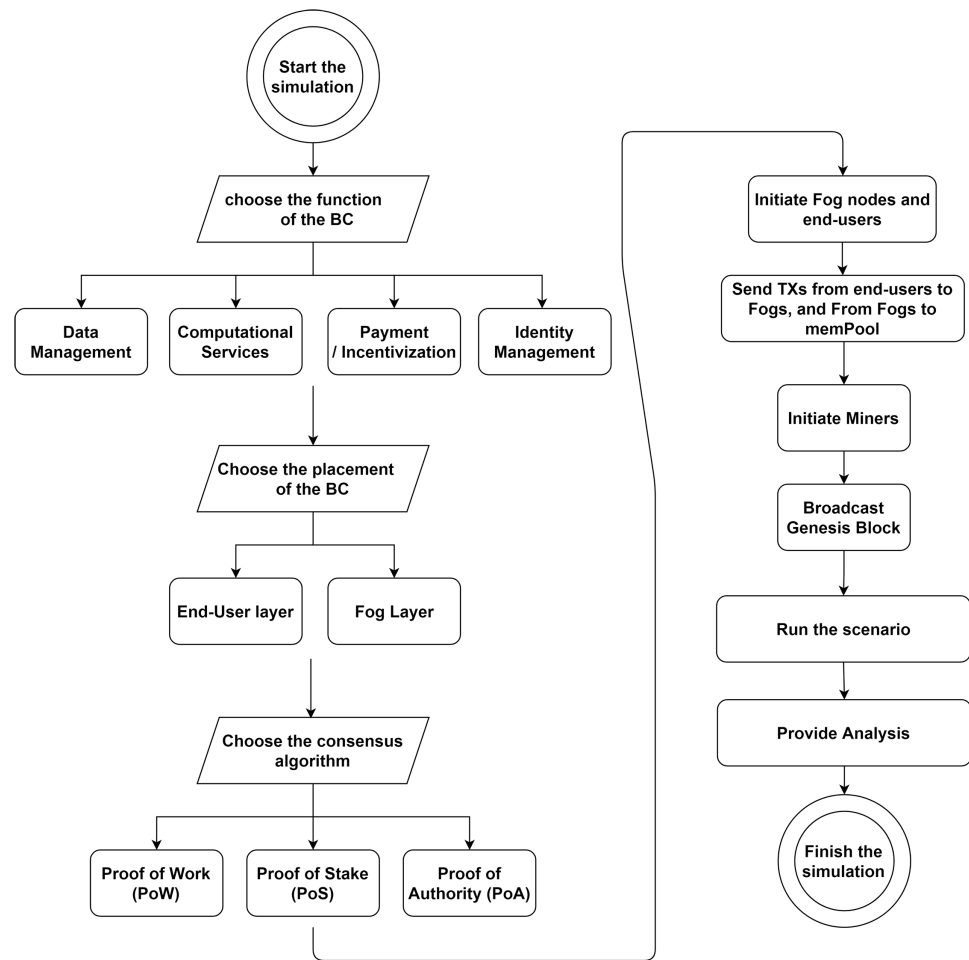 Start the
simulation
choose the function
of the BC
Data
Management
Computational
Services
Payment
/ Incentivization
Identity
Management
Choose the placement
of the BC
End-User layer
Fog Layer
Choose the consensus
algorithm
Proof of Work
(PoW)
Proof of Stake
(PoS)
Proof of
Authority (PoA)
Initiate Fog nodes and
end-users
Send TXs from end-users to
Fogs, and From Fogs to
memPool
Initiate Miners
Broadcast
Genesis Block
Run the scenario
Provide Analysis
Finish the
simulation